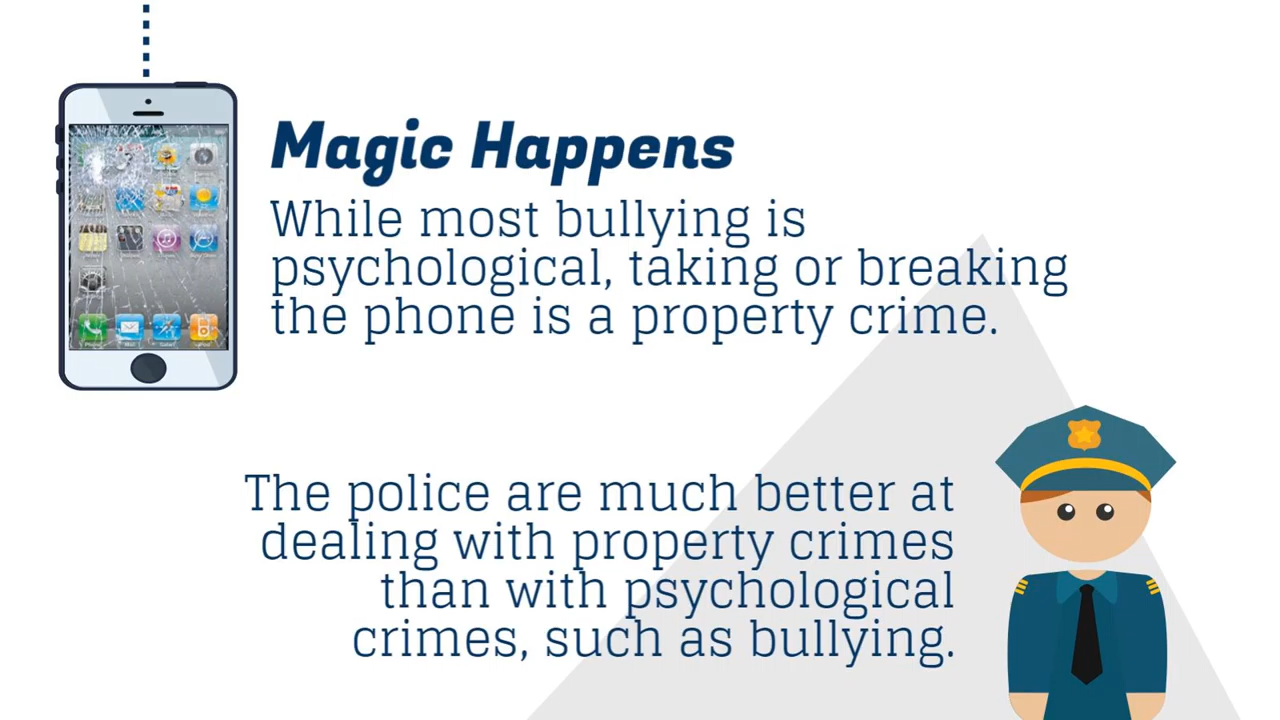 Magic Happens
While most bullying is
psychological, taking or breaking
the phone is a property crime.
The police are much better at
dealing with property crimes
than with psychological
crimes, such as bullying.